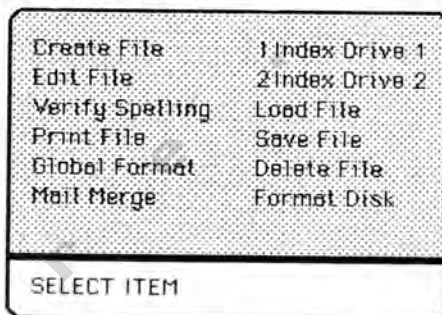 Create File 1 Index Drive 1
Edit File 2 Index Drive 2
Verify Spelling Load File
Print File Save File
Global Format Delete File
Mail Merge Format Disk
SELECT ITEM